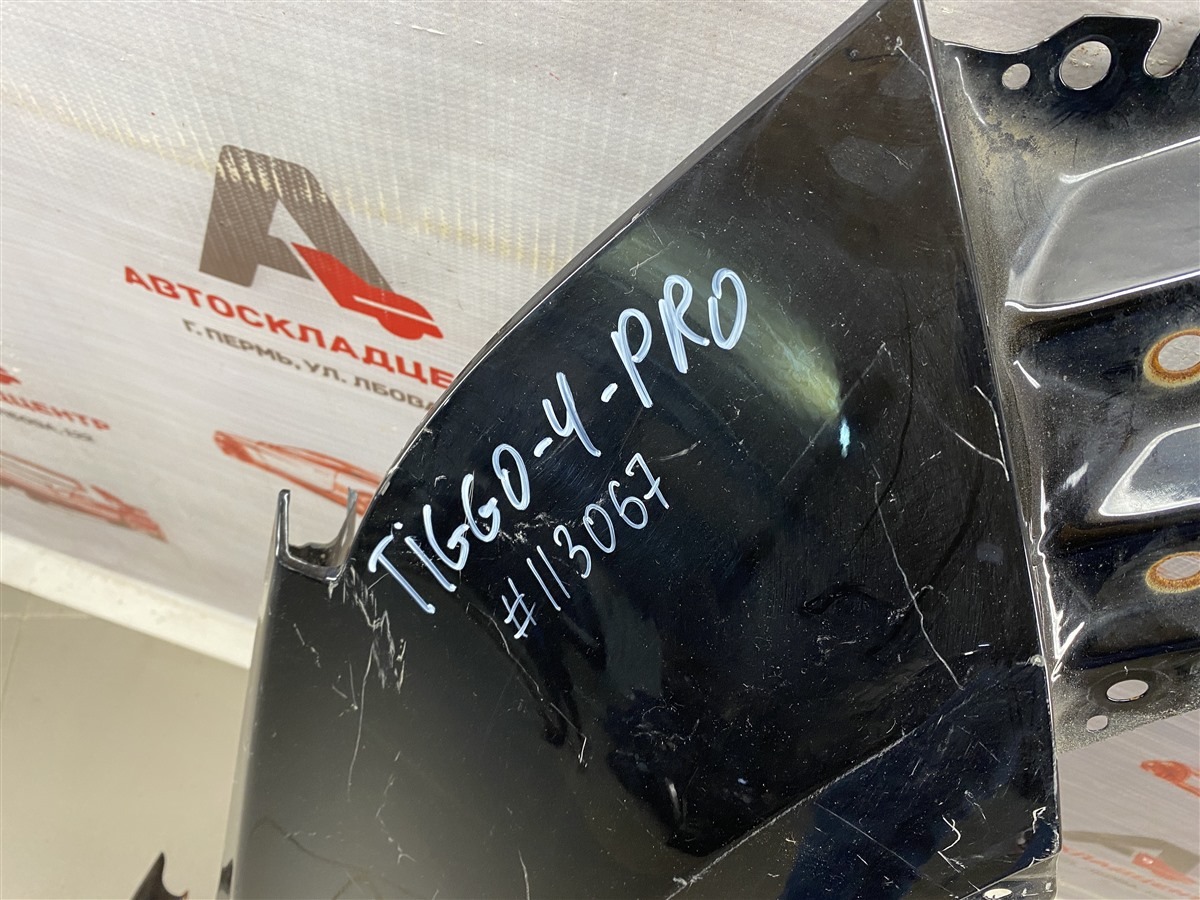 АВТОСКЛАДЦЕ
Г. ПЕРМЬ, УЛ. ЛБОВА
TIGGO-4-PRO
#113067